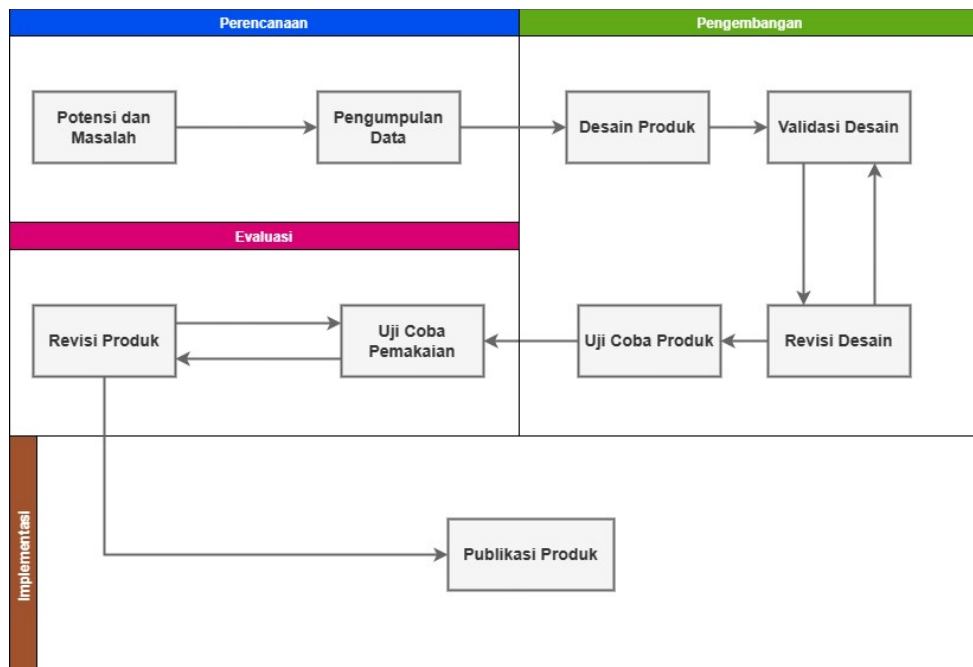 Perencanaan
Pengembangan
Potensi dan
Masalah
Pengumpulan
Data
Desain Produk
Validasi Desain
Evaluasi
Revisi Produk
Uji Coba
Pemakaian
Uji Coba Produk
Revisi Desain
Implementasi
Publikasi Produk